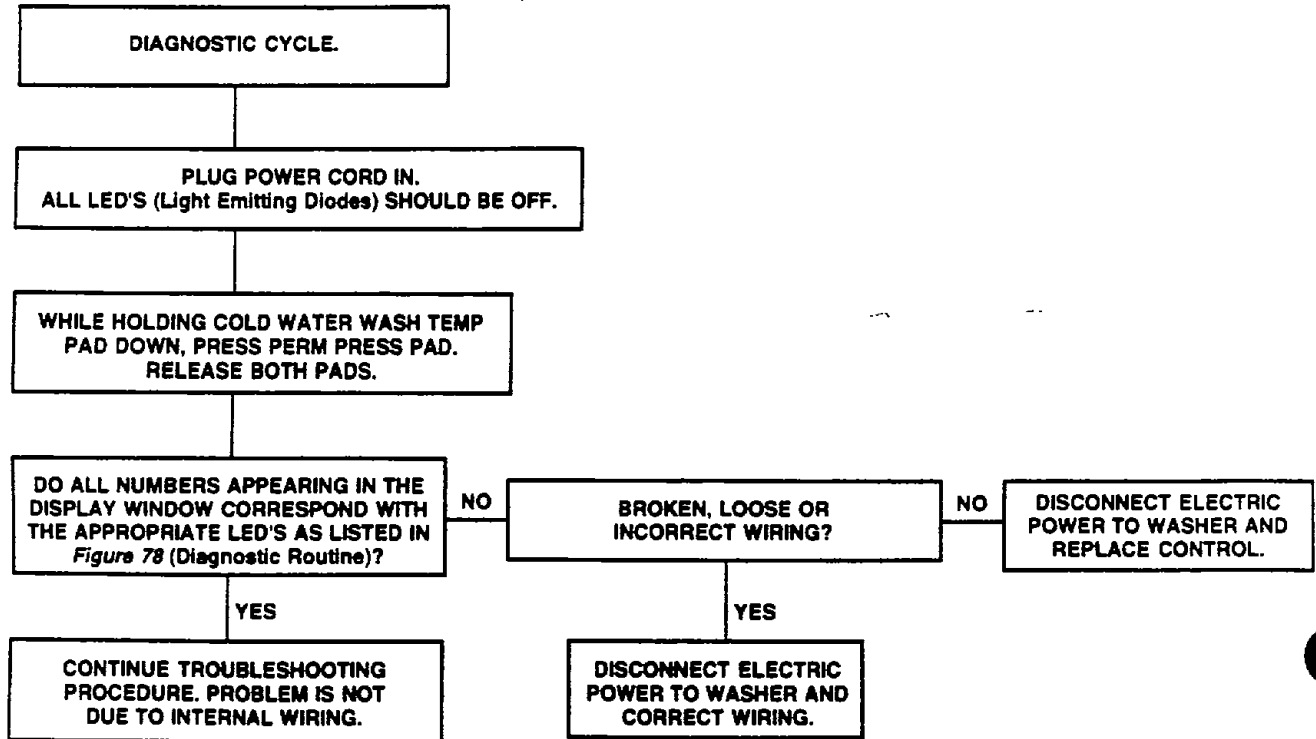 DIAGNOSTIC CYCLE.
PLUG POWER CORD IN.
ALL LED'S (Light Emitting Diodes) SHOULD BE OFF.
WHILE HOLDING COLD WATER WASH TEMP
PAD DOWN, PRESS PERM PRESS PAD.
RELEASE BOTH PADS.
DO ALL NUMBERS APPEARING IN THE
DISPLAY WINDOW CORRESPOND WITH
THE APPROPRIATE LED'S AS LISTED IN
Figure 78 (Diagnostic Routine)?
NO
BROKEN, LOOSE OR
INCORRECT WIRING?
NO
DISCONNECT ELECTRIC
POWER TO WASHER AND
REPLACE CONTROL.
YES
YES
CONTINUE TROUBLESHOOTING
PROCEDURE. PROBLEM IS NOT
DUE TO INTERNAL WIRING.
DISCONNECT ELECTRIC
POWER TO WASHER AND
CORRECT WIRING.